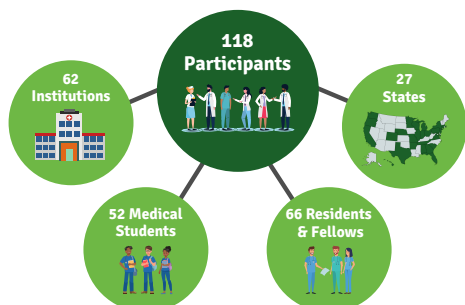 118
Participants
62
Institutions
27
States
52 Medical
Students
66 Residents
& Fellows